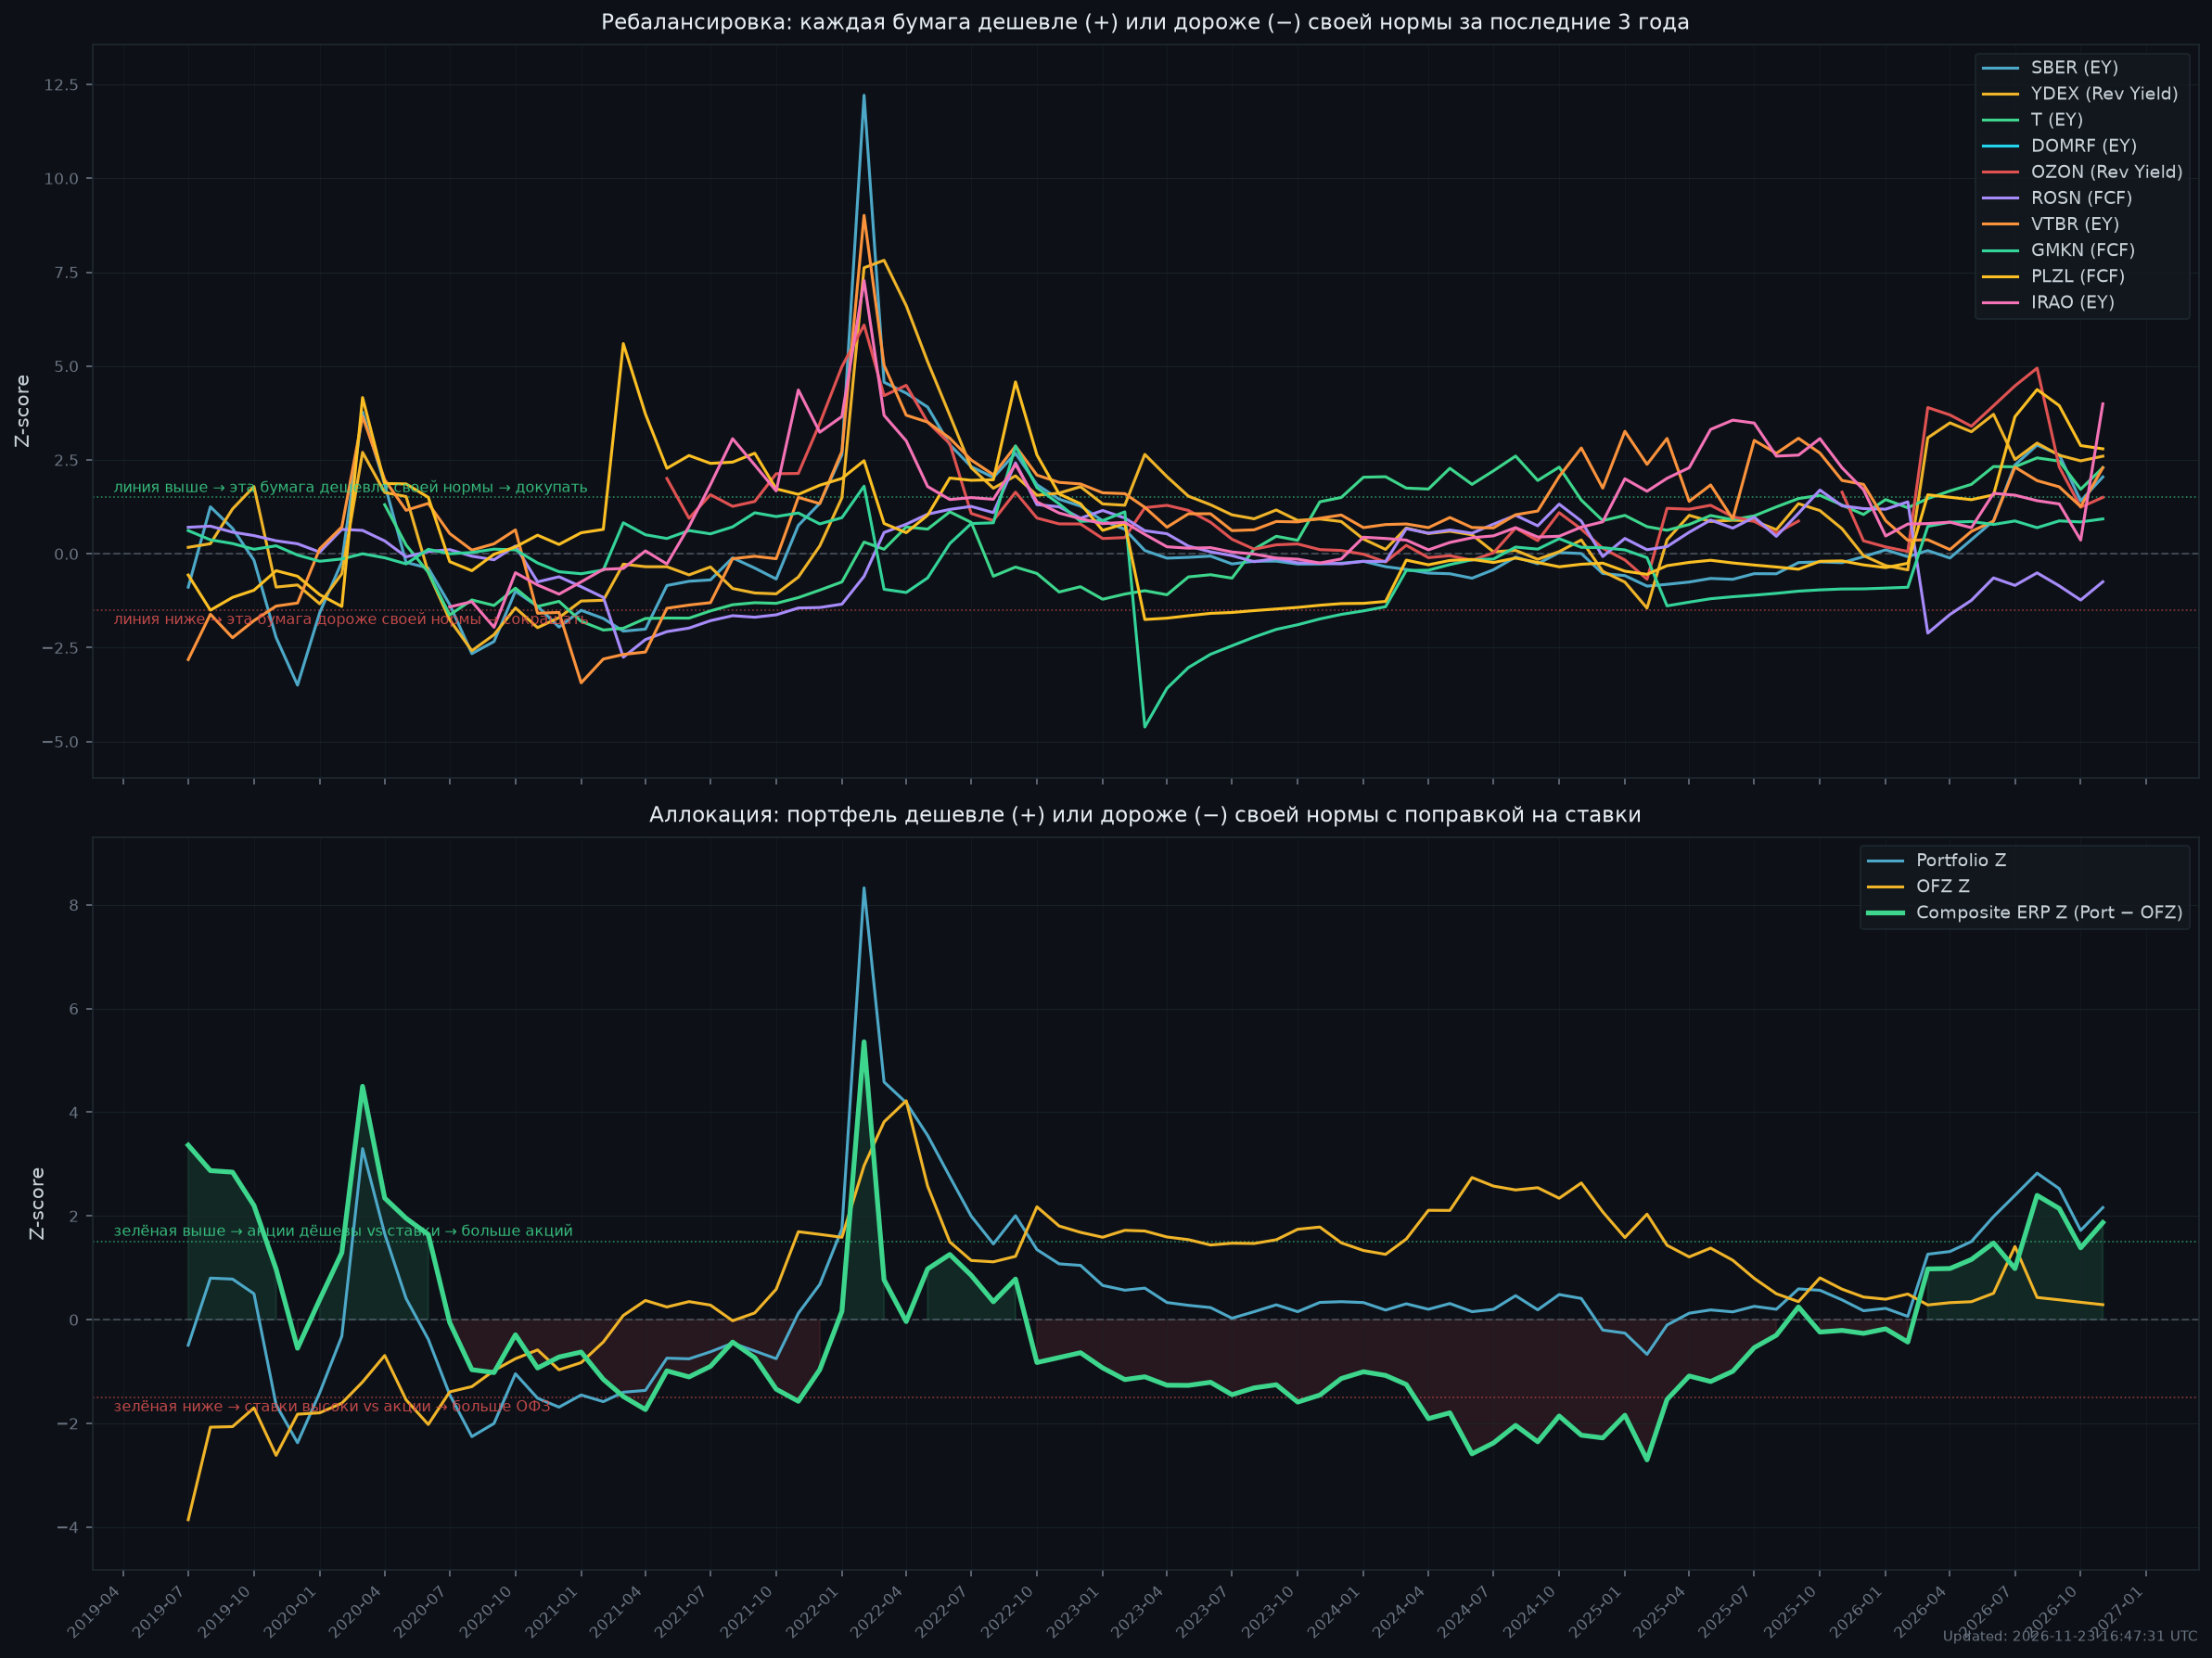 Ребалансировка: каждая бумага дешевле (+) или дороже (−) своей нормы за последние 3 года
12.5
10.0
7.5
5.0
2.5
0.0
−2.5
−5.0
Z-score
линия выше → эта бумага дешевле своей нормы → докупать
линия ниже → эта бумага дороже своей нормы → сокращать
SBER (EY)
YDEX (Rev Yield)
T (EY)
DOMRF (EY)
OZON (Rev Yield)
ROSN (FCF)
VTBR (EY)
GMKN (FCF)
PLZL (FCF)
IRAO (EY)
Аллокация: портфель дешевле (+) или дороже (−) своей нормы с поправкой на ставки
8
6
4
2
0
−2
−4
Z-score
зелёная выше → акции дёшевы vs ставки → больше акций
зелёная ниже → ставки высоки vs акции → больше ОФЗ
Portfolio Z
OFZ Z
Composite ERP Z (Port − OFZ)
2019-04
2019-07
2019-10
2020-01
2020-04
2020-07
2020-10
2021-01
2021-04
2021-07
2021-10
2022-01
2022-04
2022-07
2022-10
2023-01
2023-04
2023-07
2023-10
2024-01
2024-04
2024-07
2024-10
2025-01
2025-04
2025-07
2025-10
2026-01
2026-04
2026-07
2026-10
2027-01
Updated: 2026-11-23 16:47:31 UTC